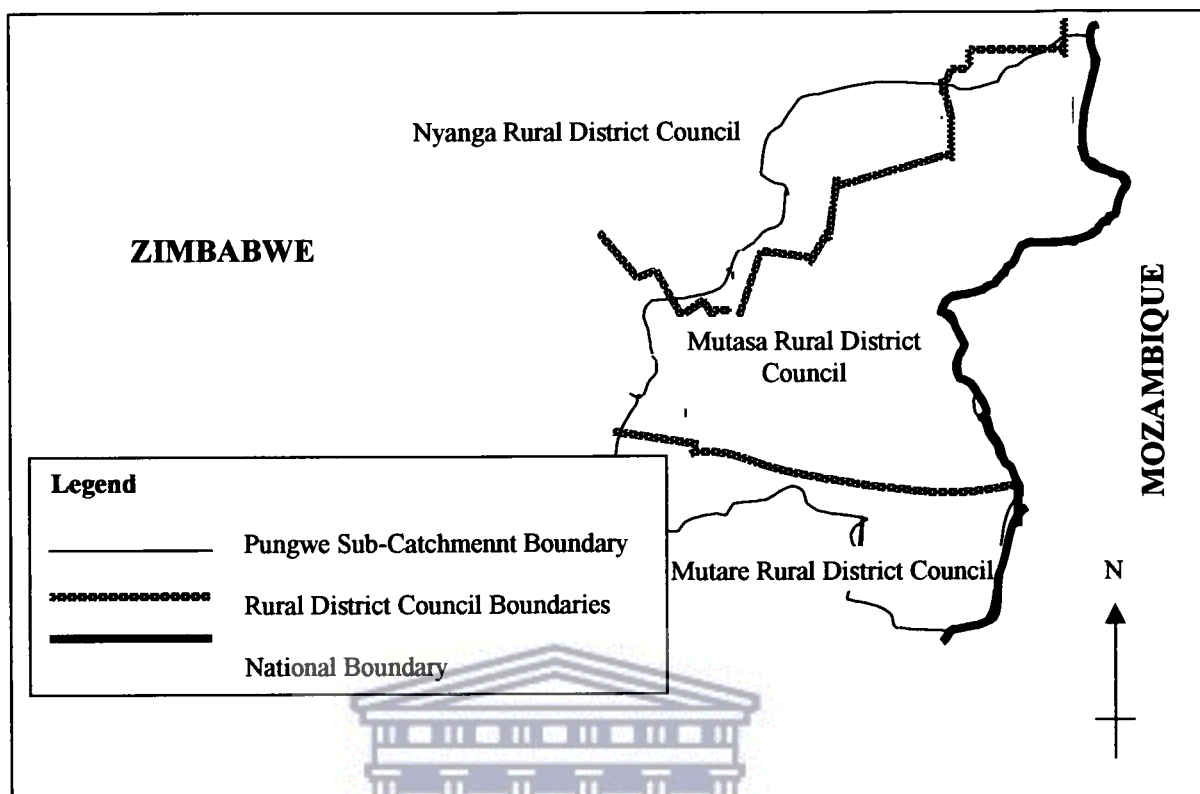 Nyanga Rural District Council
ZIMBABWE
MOZAMBIQUE
Mutasa Rural District
Council
Legend
Pungwe Sub-Catchmennt Boundary
Rural District Council Boundaries
National Boundary
Mutare Rural District Council
N